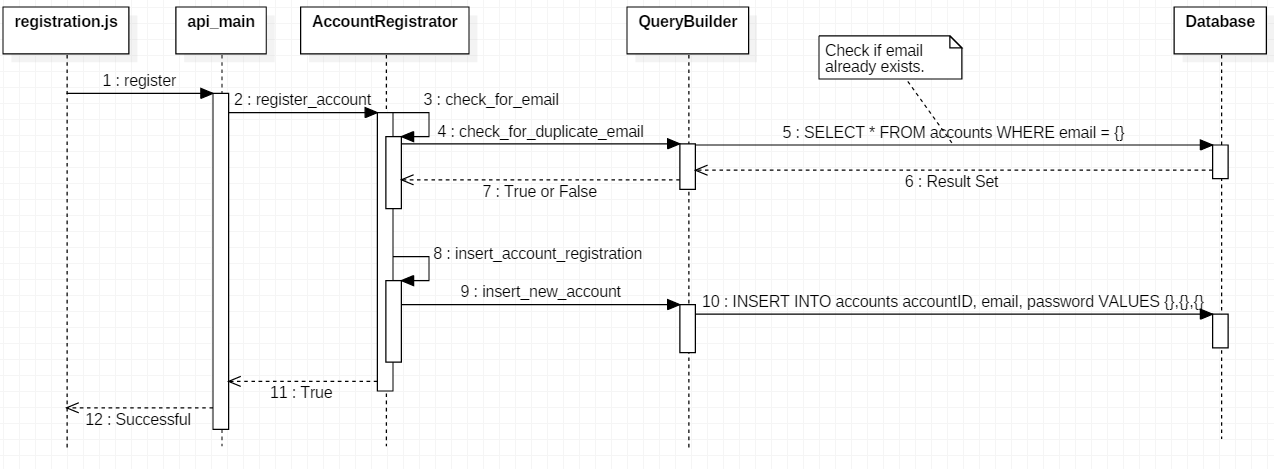 registration.js
api_main
AccountRegistrator
QueryBuilder
Database
Check if email
already exists.
1 : register
2 : register_account
3 : check_for_email
4 : check_for_duplicate_email
5 : SELECT * FROM accounts WHERE email = {}
6 : Result Set
7 : True or False
8 : insert_account_registration
9 : insert_new_account
10 : INSERT INTO accounts accountID, email, password VALUES {},{},{}
11 : True
12 : Successful